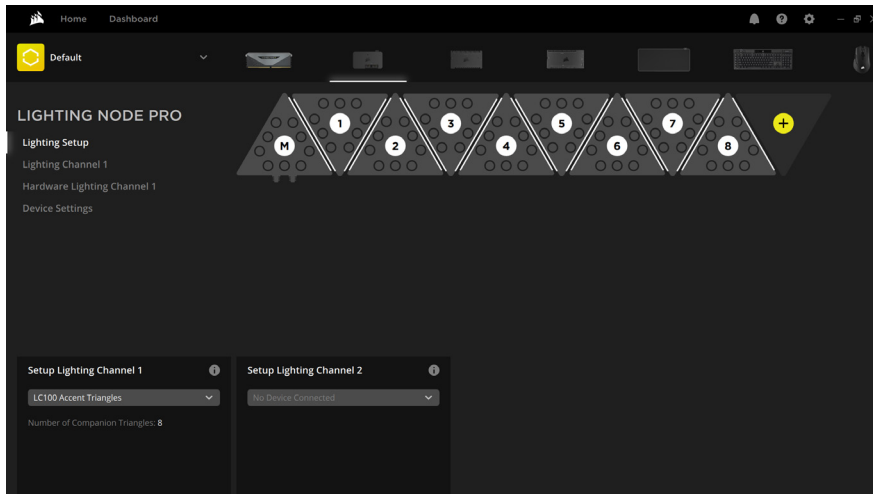 Home Dashboard
Default
LIGHTING NODE PRO
Lighting Setup
Lighting Channel 1
Hardware Lighting Channel 1
Device Settings
M 1 2 3 4 5 6 7 8 +
Setup Lighting Channel 1
LC100 Accent Triangles
Number of Companion Triangles: 8
Setup Lighting Channel 2
No Device Connected